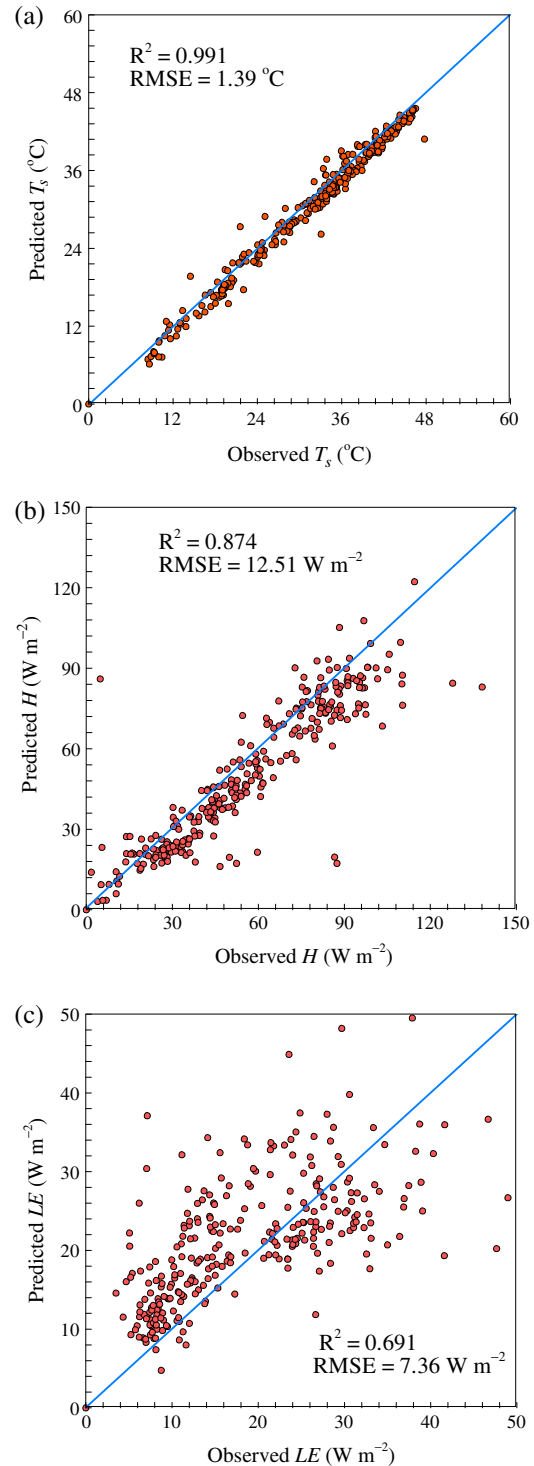 (a)
60
48
36
24
12
0
R² = 0.991
RMSE = 1.39 °C
Predicted Tₛ (°C)
0 12 24 36 48 60
Observed Tₛ (°C)
(b)
150
120
90
60
30
0
R² = 0.874
RMSE = 12.51 W m⁻²
Predicted H (W m⁻²)
0 30 60 90 120 150
Observed H (W m⁻²)
(c)
50
40
30
20
10
0
Predicted LE (W m⁻²)
R² = 0.691
RMSE = 7.36 W m⁻²
0 10 20 30 40 50
Observed LE (W m⁻²)